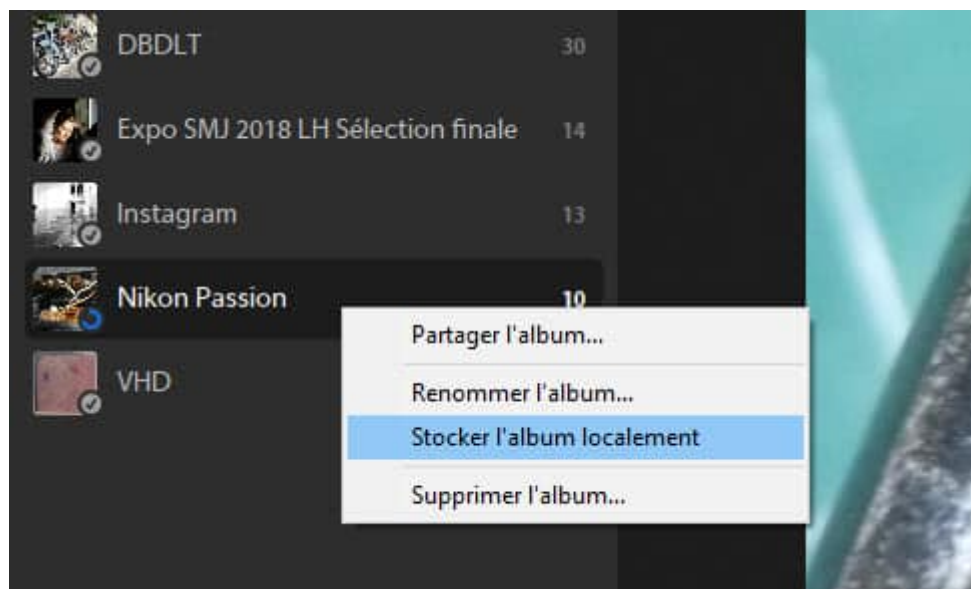 DBDLT 30
Expo SMJ 2018 LH Sélection finale 14
Instagram 13
Nikon Passion 10
Partager l'album...
Renommer l'album...
VHD
Stocker l'album localement
Supprimer l'album...